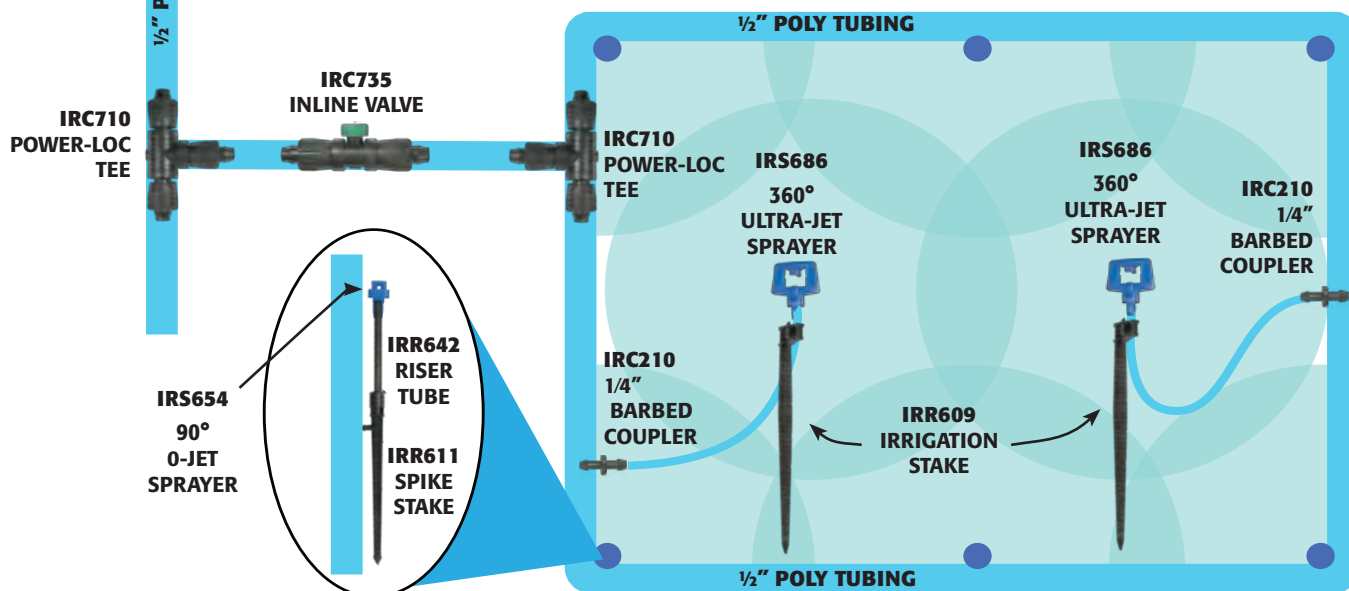 ½" P
½" POLY TUBING
IRC735
INLINE VALVE
IRC710
POWER-LOC
TEE
IRC710
POWER-LOC
TEE
IRS686
360°
ULTRA-JET
SPRAYER
IRS686
360°
ULTRA-JET
SPRAYER
IRC210
1/4"
BARBED
COUPLER
IRR642
RISER
TUBE
IRS654
90°
0-JET
SPRAYER
IRR611
SPIKE
STAKE
IRC210
1/4"
BARBED
COUPLER
IRR609
IRRIGATION
STAKE
½" POLY TUBING